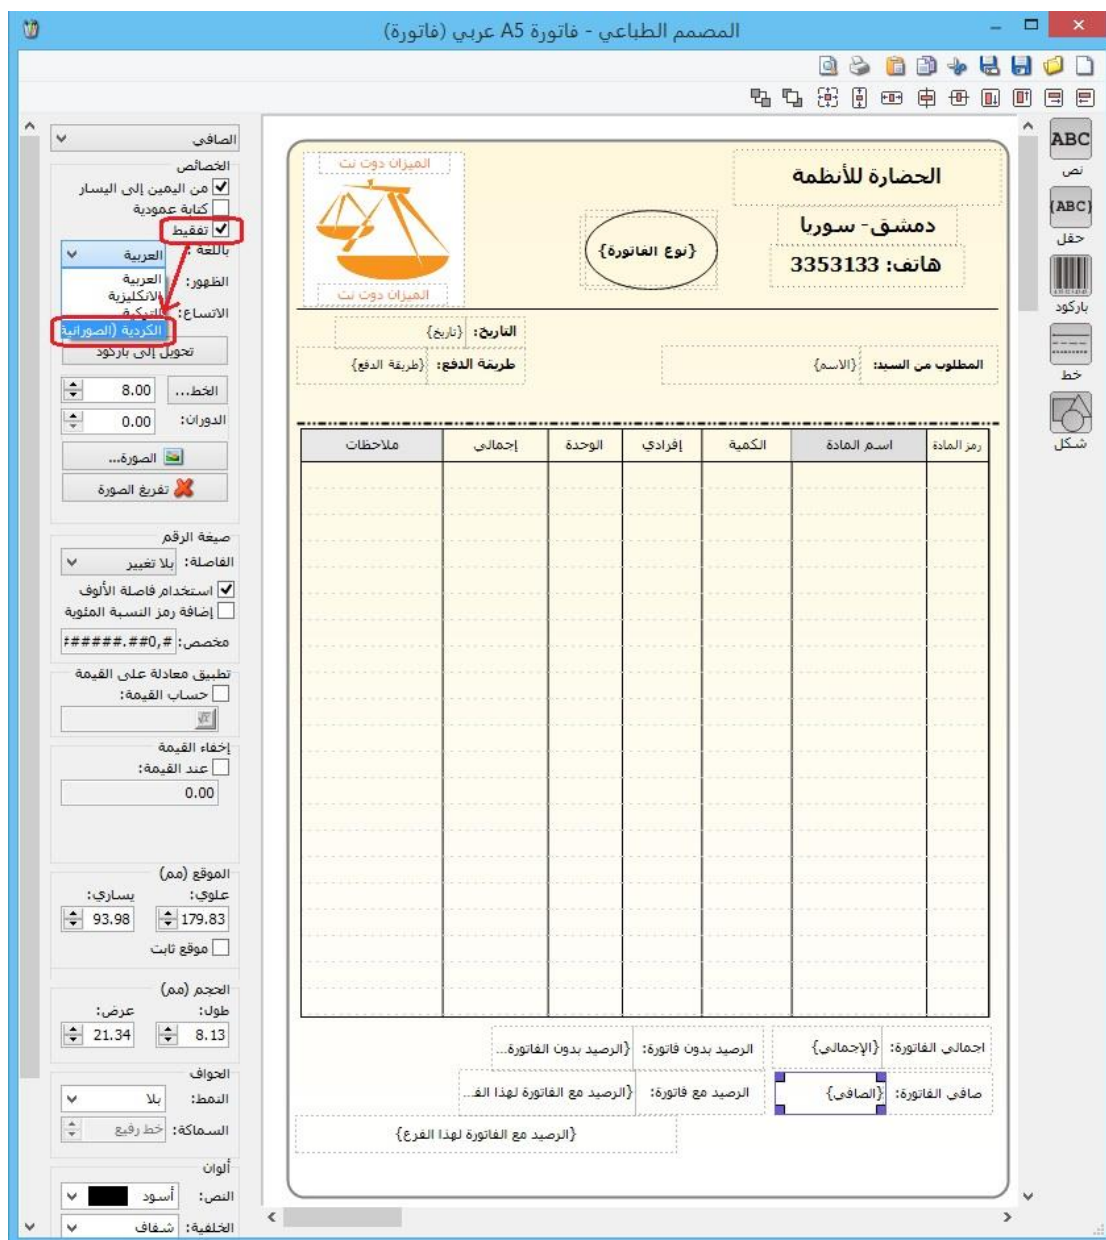 المصمم الطباعي - فاتورة A5 عربي (فاتورة)
ABC
نص
{ABC}
حقل
باركود
خط
شكل
الصافي
الخصائص
من اليمين إلى اليسار
كتابة عمودية
تفقيط
باللغة : العربية
العربية
الانكليزية
التركية
الكردية (الصورانية
الظهور:
الاتساع:
تحويل إلى باركود
الخط... 8.00
الدوران: 0.00
الصورة...
تفريغ الصورة
صيغة الرقم
الفاصلة: بلا تغيير
استخدام فاصلة الألوف
إضافة رمز النسبة المئوية
مخصص: #,##0.######
تطبيق معادلة على القيمة
حساب القيمة:
إخفاء القيمة
عند القيمة:
0.00
الموقع (مم)
علوي: يساري:
179.83 93.98
موقع ثابت
الحجم (مم)
طول: عرض:
8.13 21.34
الحواف
النمط: بلا
السماكة: خط رفيع
ألوان
النص: أسود
الخلفية: شفاف
الحضارة للأنظمة
دمشق- سوريا
هاتف: 3353133
{نوع الفاتورة}
الميزان دوت نت
الميزان دوت نت
التاريخ: {تاريخ}
المطلوب من السيد: {الاسم} طريقة الدفع: {طريقة الدفع}
رمز المادة اسم المادة الكمية إفرادي الوحدة إجمالي ملاحظات
اجمالي الفاتورة: {الإجمالي} الرصيد بدون فاتورة: {الرصيد بدون الفاتورة...
صافي الفاتورة: {الصافي} الرصيد مع فاتورة: {الرصيد مع الفاتورة لهذا الف...
{الرصيد مع الفاتورة لهذا الفرع}